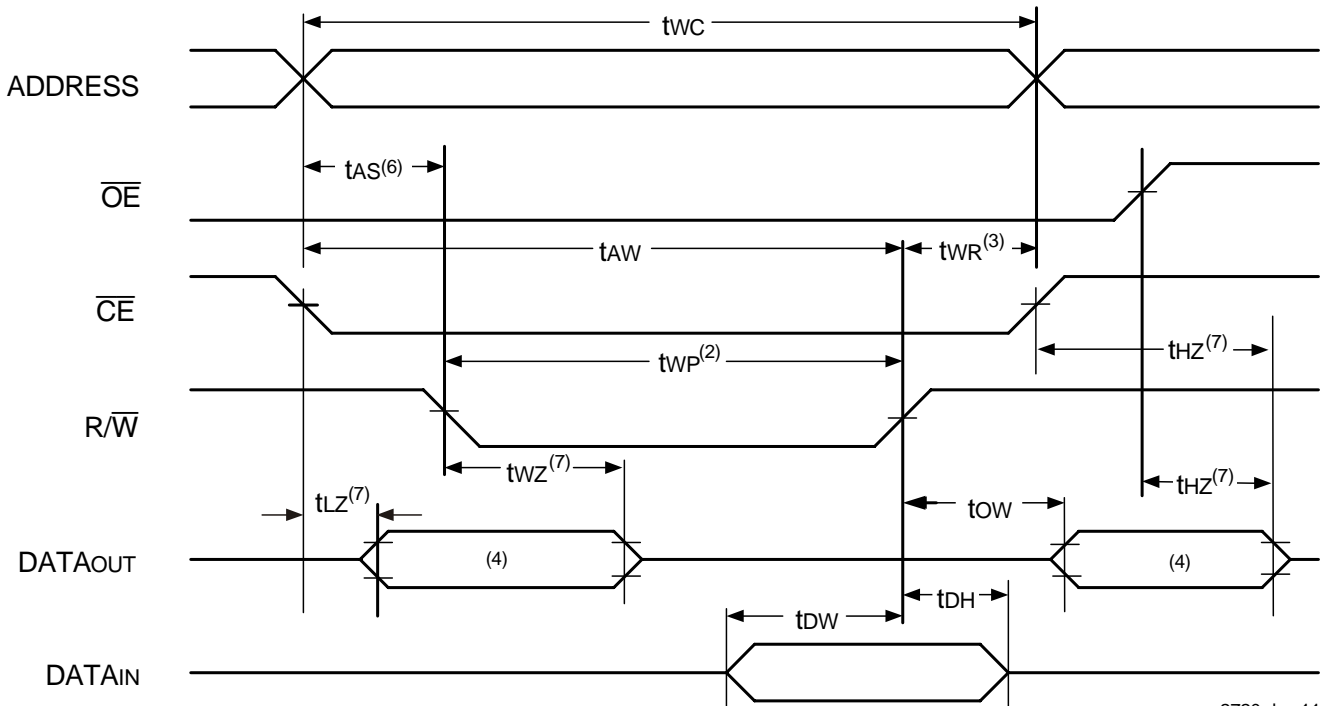 tWC
ADDRESS
tAS(6)
OE
tAW
tWR(3)
CE
tWP(2)
tHZ(7)
R/W
tWZ(7)
tHZ(7)
tLZ(7)
tOW
DATAOUT
(4)
(4)
tDW
tDH
DATAIN